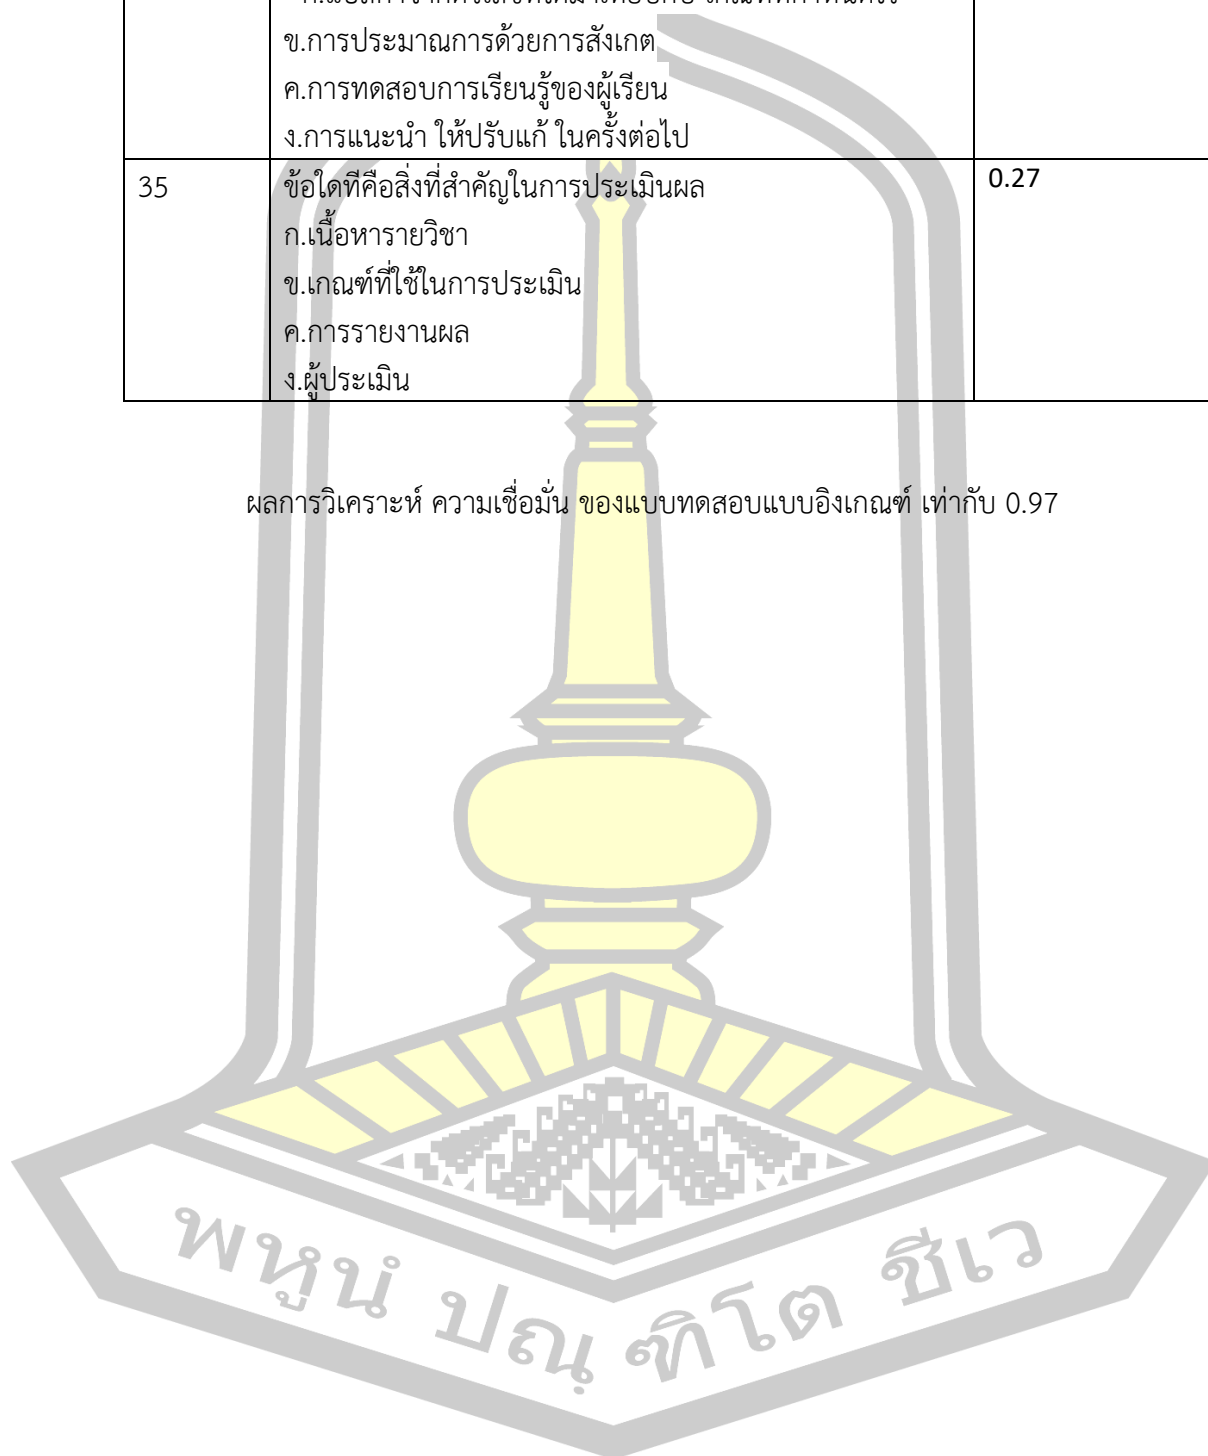 ข.การประมาณการด้วยการสังเกต
ค.การทดสอบการเรียนรู้ของผู้เรียน
ง.การแนะนำ ให้ปรับแก้ ในครั้งต่อไป
35 ข้อใดทีคือสิ่งที่สำคัญในการประเมินผล 0.27
ก.เนื้อหารายวิชา
ข.เกณฑ์ที่ใช้ในการประเมิน
ค.การรายงานผล
ง.ผู้ประเมิน
ผลการวิเคราะห์ ความเชื่อมั่น ของแบบทดสอบแบบอิงเกณฑ์ เท่ากับ 0.97
พหูนํ ปณฺฑิโต ชีเว